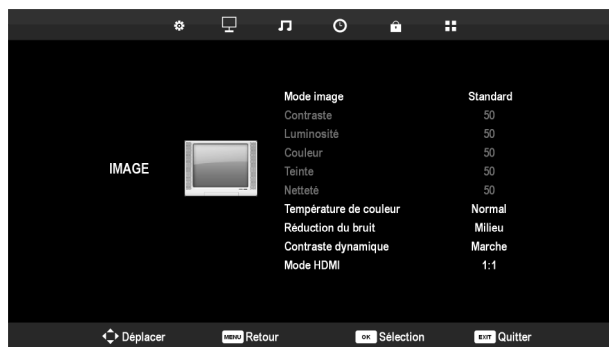 Mode image Standard
Contraste 50
Luminosité 50
Couleur 50
IMAGE
Teinte 50
Netteté 50
Température de couleur Normal
Réduction du bruit Milieu
Contraste dynamique Marche
Mode HDMI 1:1
Déplacer MENU Retour OK Sélection EXIT Quitter